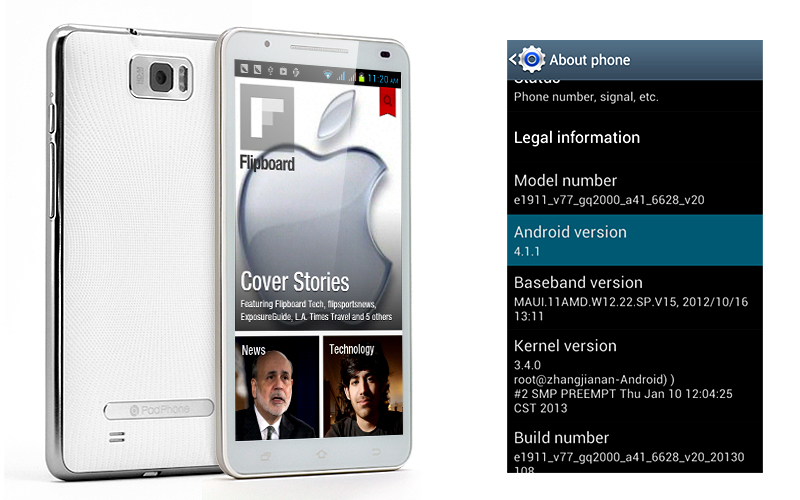 PadPhone
11:20 AM
Flipboard
Cover Stories
Featuring Flipboard Tech, flipsportsnews,
ExposureGuide, L.A. Times Travel and 5 others
News
Technology
About phone
Status
Phone number, signal, etc.
Legal information
Model number
e1911_v77_gq2000_a41_6628_v20
Android version
4.1.1
Baseband version
MAUI.11AMD.W12.22.SP.V15, 2012/10/16
13:11
Kernel version
3.4.0
root@zhangjianan-Android) )
#2 SMP PREEMPT Thu Jan 10 12:04:25
CST 2013
Build number
e1911_v77_gq2000_a41_6628_v20_20130
108